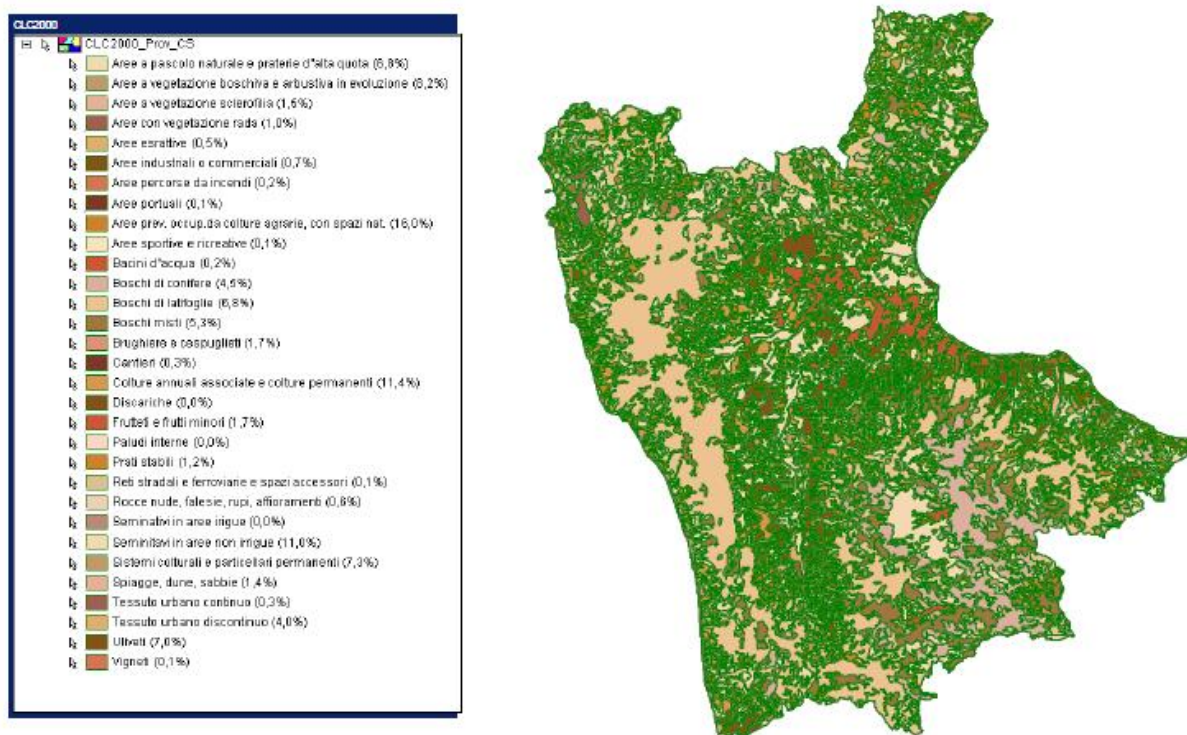 CLC2000
CLC2000_Prov_CS
Aree a pascolo naturale e praterie d"alta quota (6,8%)
Aree a vegetazione boschiva e arbustiva in evoluzione (8,2%)
Aree a vegetazione sclerofilia (1,6%)
Aree con vegetazione rada (1,0%)
Aree esrattive (0,5%)
Aree industriali o commerciali (0,7%)
Aree percorse da incendi (0,2%)
Aree portuali (0,1%)
Aree prev. occup.da colture agrarie, con spazi nat. (16,0%)
Aree sportive e ricreative (0,1%)
Bacini d"acqua (0,2%)
Boschi di conifere (4,5%)
Boschi di latifoglie (6,8%)
Boschi misti (5,3%)
Brughiere e cespuglieti (1,7%)
Cantieri (0,3%)
Colture annuali associate e colture permanenti (11,4%)
Discariche (0,0%)
Frutteti e frutti minori (1,7%)
Paludi interne (0,0%)
Prati stabili (1,2%)
Reti stradali e ferroviarie e spazi accessori (0,1%)
Rocce nude, falesie, rupi, affioramenti (0,6%)
Seminativi in aree irigue (0,0%)
Seminitavi in aree non irrigue (11,0%)
Sistemi colturali e particellari permanenti (7,3%)
Spiagge, dune, sabbie (1,4%)
Tessuto urbano continuo (0,3%)
Tessuto urbano discontinuo (4,0%)
Uliveti (7,0%)
Vigneti (0,1%)